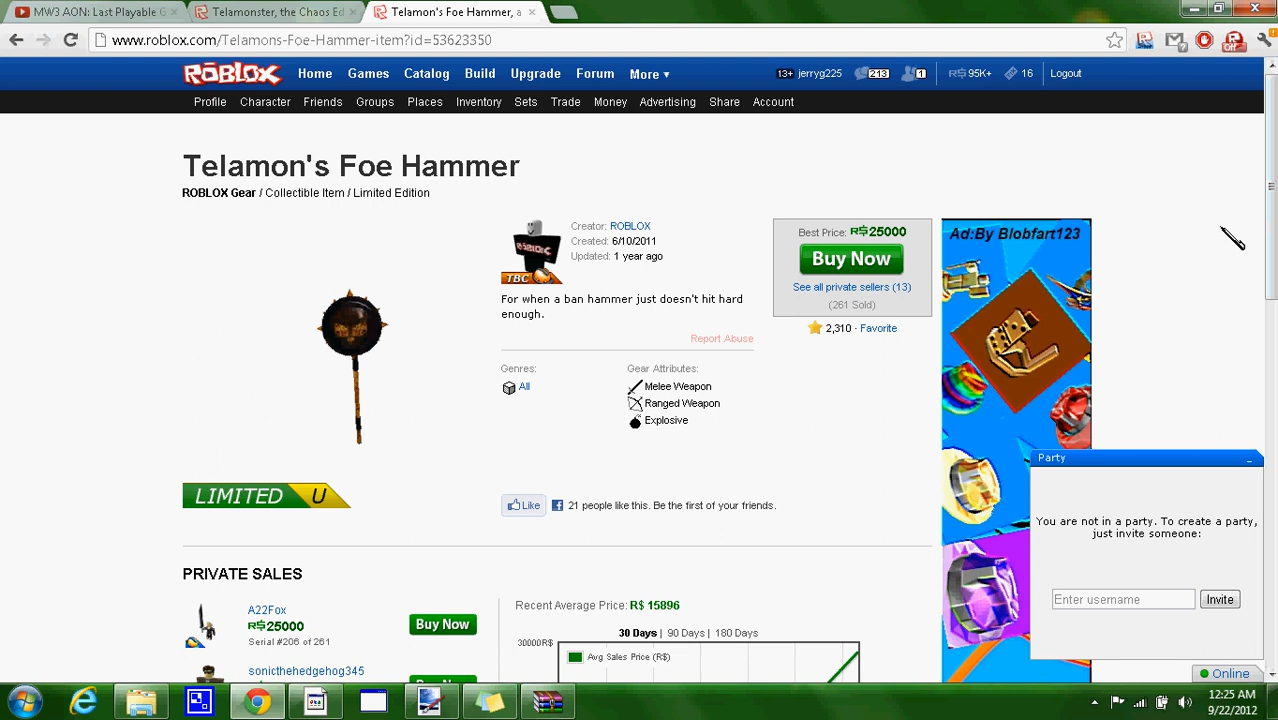 MW3 AON: Last Playable G
Telamonster, the Chaos Ed
Telamon's Foe Hammer, a
www.roblox.com/Telamons-Foe-Hammer-item?id=53623350
Off
ROBLOX Home Games Catalog Build Upgrade Forum More ▾ 13+ jerryg225 213 1 R$ 95K+ 16 Logout
Profile Character Friends Groups Places Inventory Sets Trade Money Advertising Share Account
Telamon's Foe Hammer
ROBLOX Gear / Collectible Item / Limited Edition
Creator: ROBLOX
Created: 6/10/2011
Updated: 1 year ago
TBC
For when a ban hammer just doesn't hit hard
enough.
Report Abuse
Genres:
All
Gear Attributes:
Melee Weapon
Ranged Weapon
Explosive
Best Price: R$ 25000
Buy Now
See all private sellers (13)
(261 Sold)
2,310 · Favorite
Ad:By Blobfart123
LIMITED U
Like 21 people like this. Be the first of your friends.
PRIVATE SALES
A22Fox
R$ 25000
Serial #206 of 261
Buy Now
sonicthehedgehog345
Recent Average Price: R$ 15896
30 Days | 90 Days | 180 Days
30000R$
Avg Sales Price (R$)
Party
You are not in a party. To create a party,
just invite someone:
Enter username
Invite
Online
12:25 AM
9/22/2012